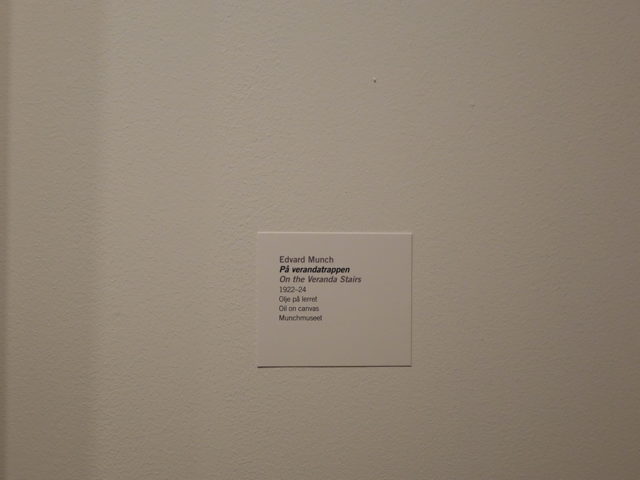 Edvard Munch
På verandatrappen
On the Veranda Stairs
1922–24
Olje på lerret
Oil on canvas
Munchmuseet